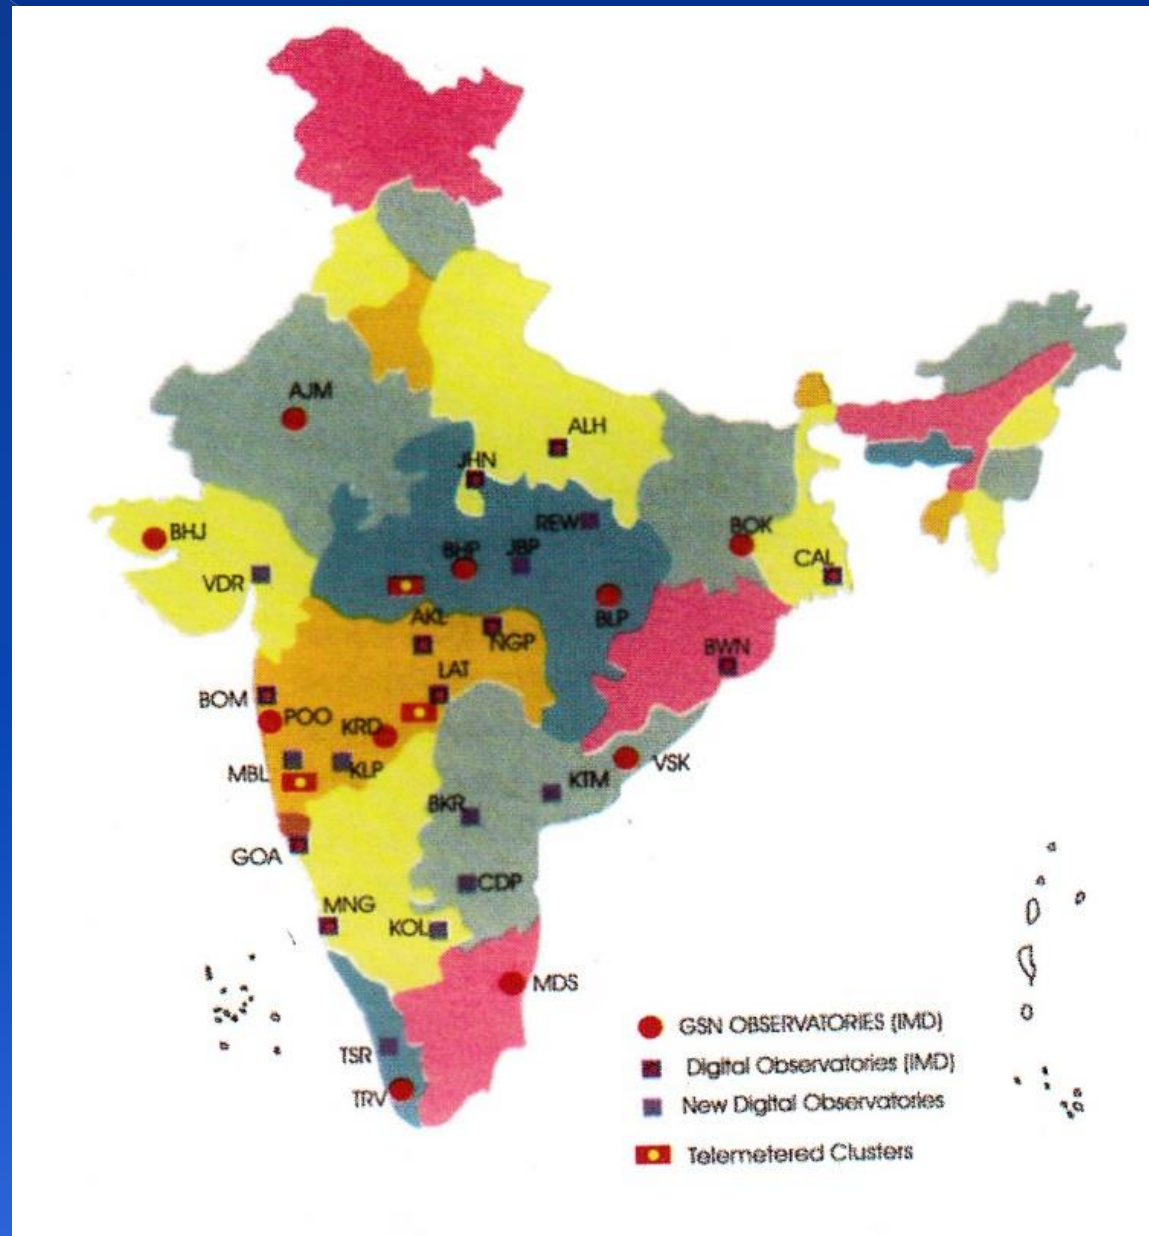 AJM
ALH
JHN
REW
BOK
BHJ
BHP
JBP
CAL
VDR
AKL
BLP
NGP
BWN
LAT
BOM
POO
KRD
VSK
MBL
KLP
KTM
BKR
GOA
CDP
MNG
KOL
MDS
GSN OBSERVATORIES (IMD)
TSR
Digital Observatories (IMD)
TRV
New Digital Observatories
Telemetered Clusters